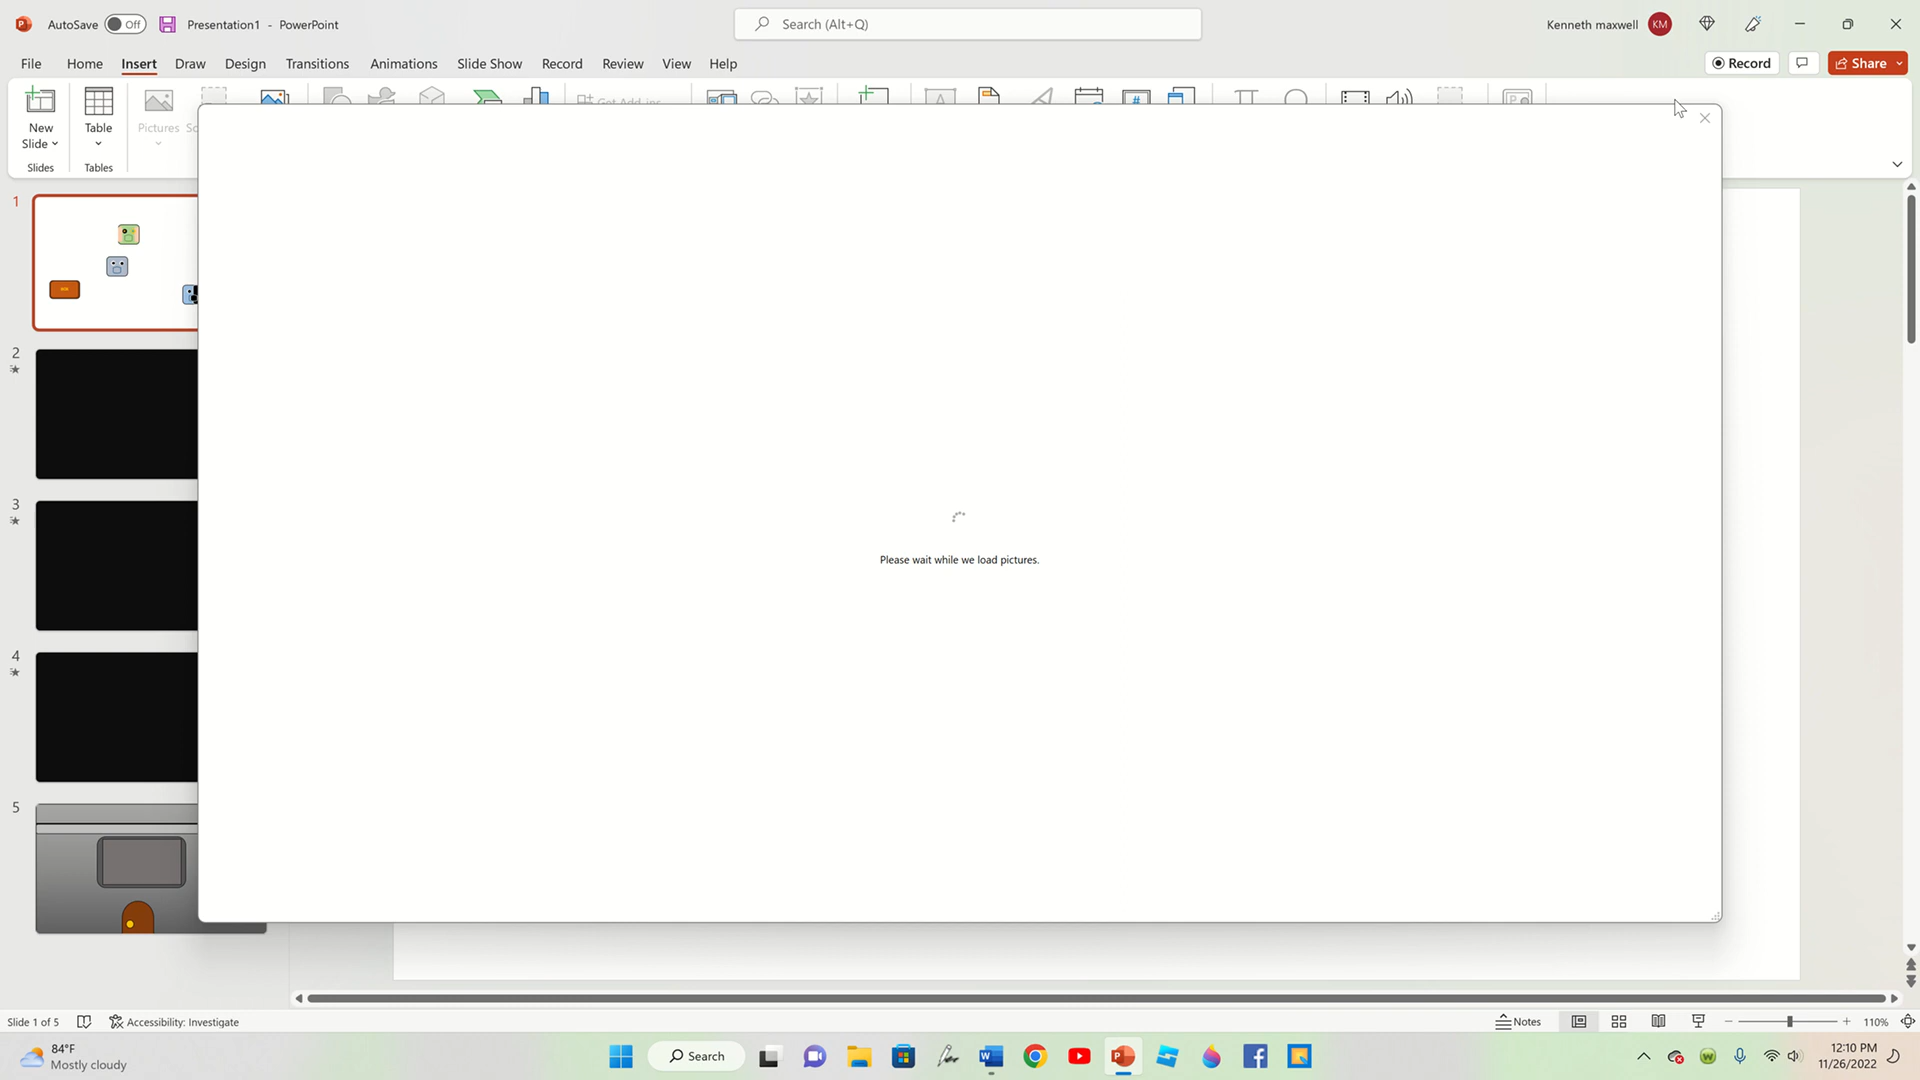 AutoSave Off Presentation1 - PowerPoint Search (Alt+Q) Kenneth maxwell KM
File Home Insert Draw Design Transitions Animations Slide Show Record Review View Help Record Share
Get Add-ins
New Slide
Table
Pictures
Slides Tables
1
2
3
4
5
Please wait while we load pictures.
Slide 1 of 5 Accessibility: Investigate Notes 110%
84°F
Mostly cloudy
Search
12:10 PM
11/26/2022